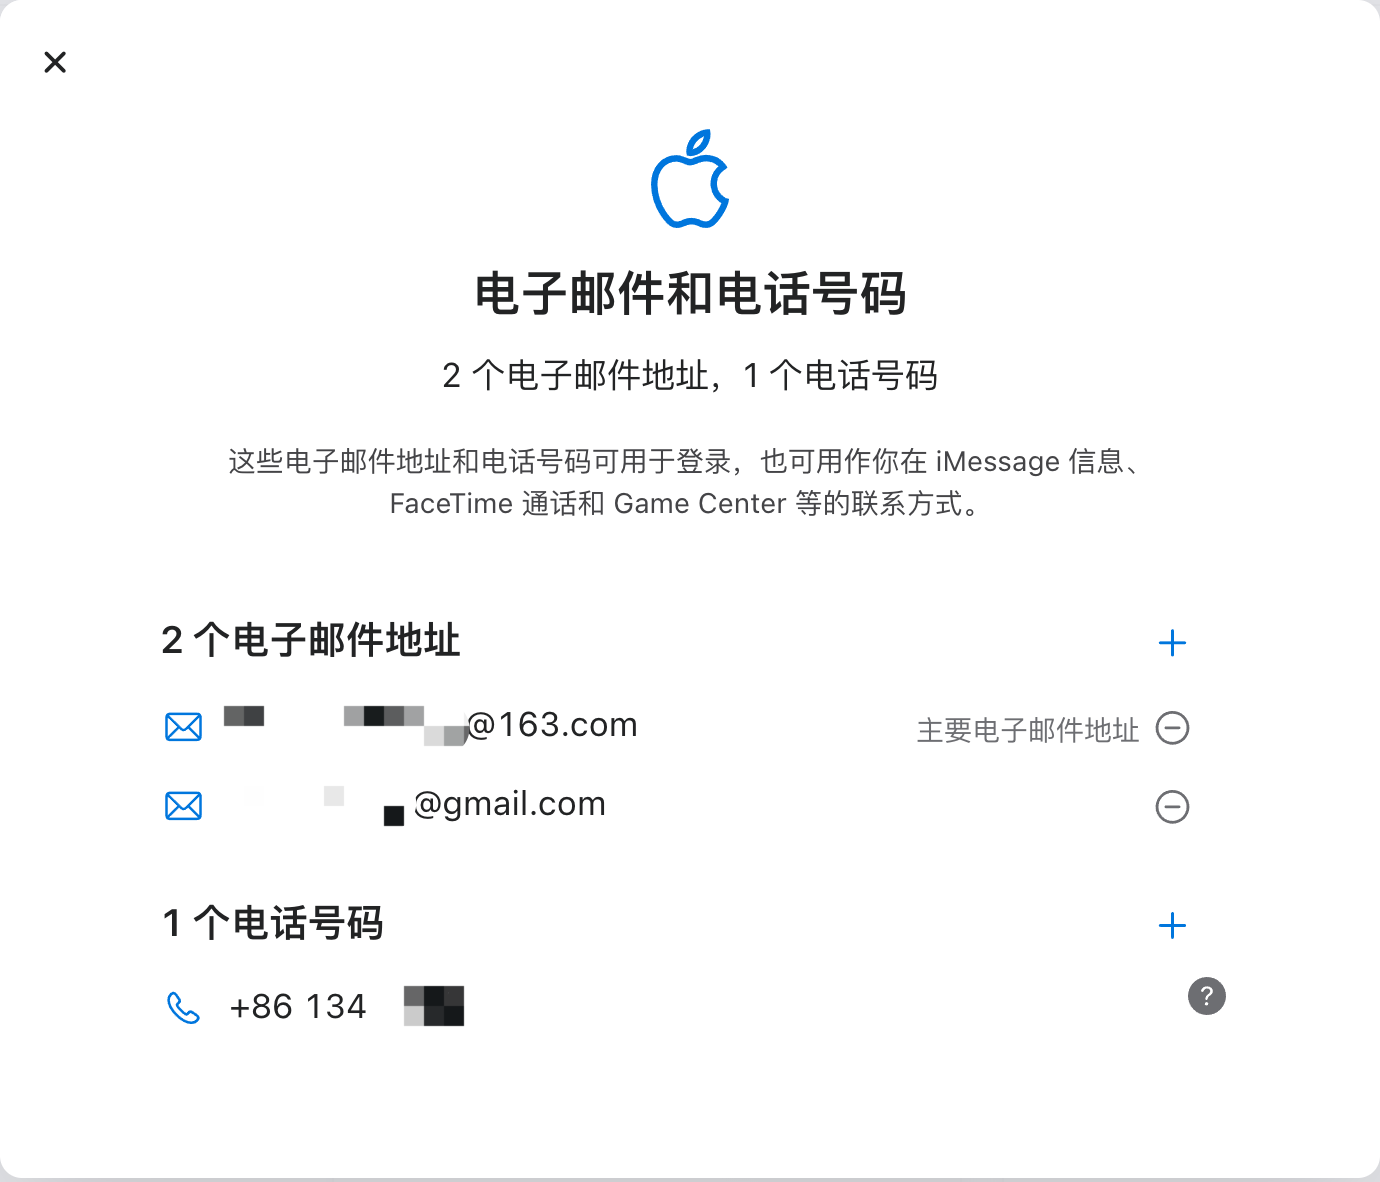 电子邮件和电话号码
2 个电子邮件地址，1 个电话号码
这些电子邮件地址和电话号码可用于登录，也可用作你在 iMessage 信息、
FaceTime 通话和 Game Center 等的联系方式。
2 个电子邮件地址
@163.com 主要电子邮件地址
@gmail.com
1 个电话号码
+86 134
?